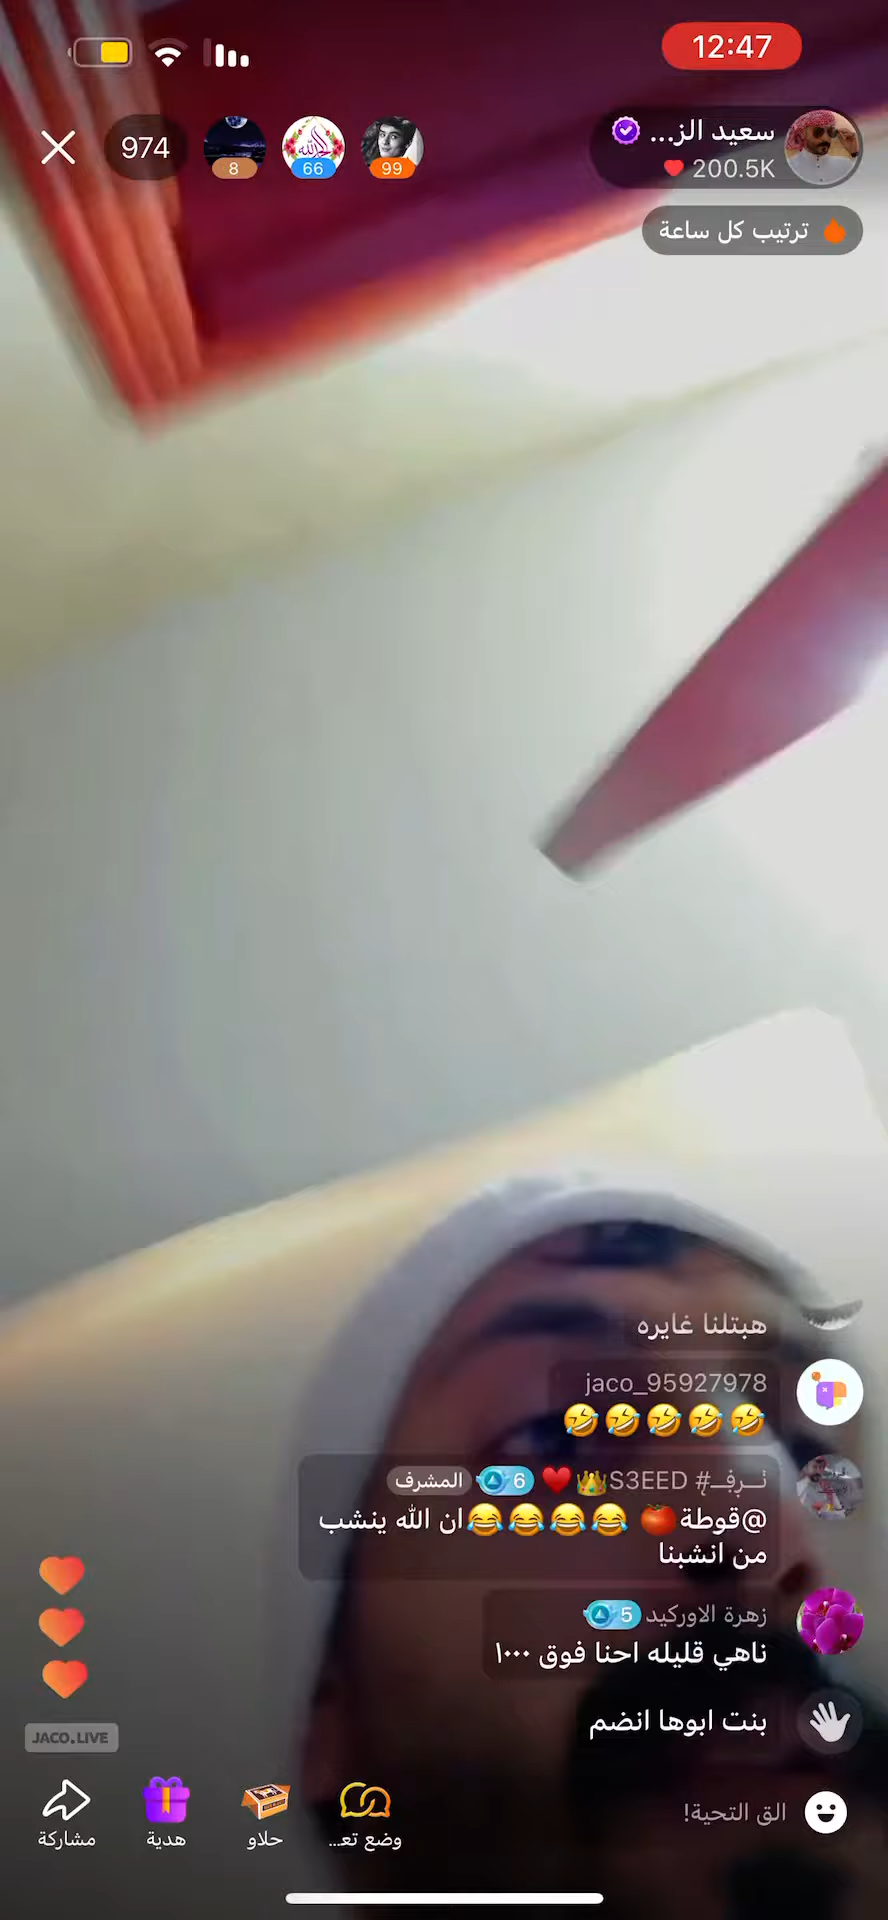 12:47
سعيد الز...
200.5K
99
66
8
974
ترتيب كل ساعة
هبتلنا غايره
jaco_95927978
المشرف
6
S3EED #
@قوطة🍅 😂😂😂😂ان الله ينشب
من انشبنا
زهرة الاوركيد 5
ناهي قليله احنا فوق ١٠٠٠
بنت ابوها انضم
JACO.LIVE
الق التحية!
وضع تعـ...
حلاو
هدية
مشاركة